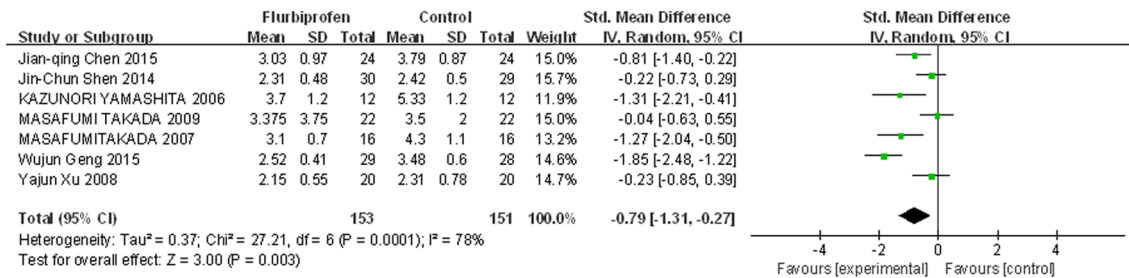 Flurbiprofen Control Std. Mean Difference Std. Mean Difference
Study or Subgroup Mean SD Total Mean SD Total Weight IV, Random, 95% CI IV, Random, 95% CI
Jian-qing Chen 2015 3.03 0.97 24 3.79 0.87 24 15.0% -0.81 [-1.40, -0.22]
Jin-Chun Shen 2014 2.31 0.48 30 2.42 0.5 29 15.8% -0.22 [-0.73, 0.29]
KAZUNORI YAMASHITA 2006 3.7 1.2 12 5.33 1.2 12 11.9% -1.31 [-2.21, -0.41]
MASAFUMI TAKADA 2009 3.375 3.75 22 3.5 2 22 15.0% -0.04 [-0.63, 0.55]
MASAFUMITAKADA 2007 3.1 0.7 16 4.3 1.1 16 13.2% -1.27 [-2.04, -0.50]
Wujun Geng 2015 2.52 0.41 29 3.48 0.6 28 14.6% -1.85 [-2.48, -1.22]
Yajun Xu 2008 2.15 0.55 20 2.31 0.78 20 14.7% -0.23 [-0.85, 0.39]
Total (95% CI) 153 151 100.0% -0.79 [-1.31, -0.27]
Heterogeneity: Tau² = 0.37; Chi² = 27.21, df = 6 (P = 0.0001); I² = 78%
Test for overall effect: Z = 3.00 (P = 0.003)
-4 -2 0 2 4
Favours [experimental] Favours [control]